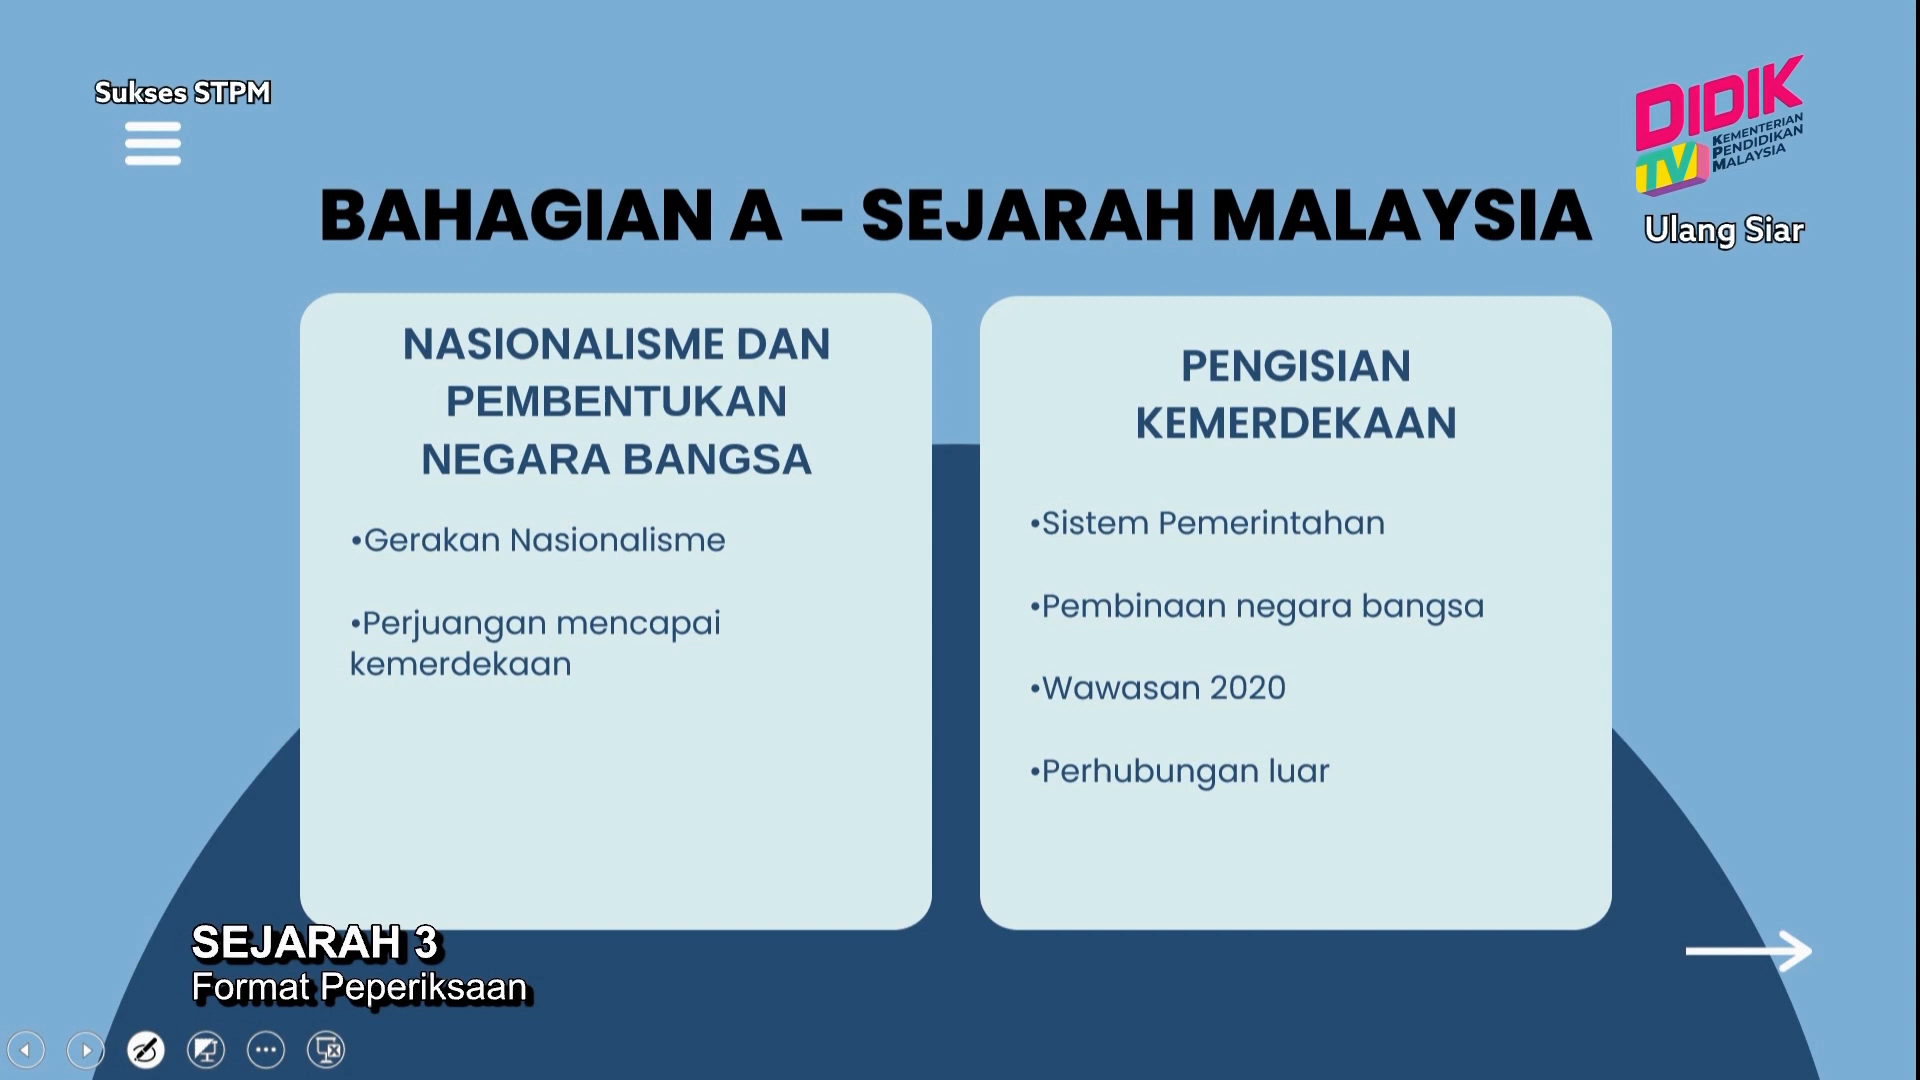 Sukses STPM
DIDIK
TV
KEMENTERIAN
PENDIDIKAN
MALAYSIA
Ulang Siar
BAHAGIAN A – SEJARAH MALAYSIA
NASIONALISME DAN
PEMBENTUKAN
NEGARA BANGSA
•Gerakan Nasionalisme
•Perjuangan mencapai
kemerdekaan
PENGISIAN
KEMERDEKAAN
•Sistem Pemerintahan
•Pembinaan negara bangsa
•Wawasan 2020
•Perhubungan luar
SEJARAH 3
Format Peperiksaan